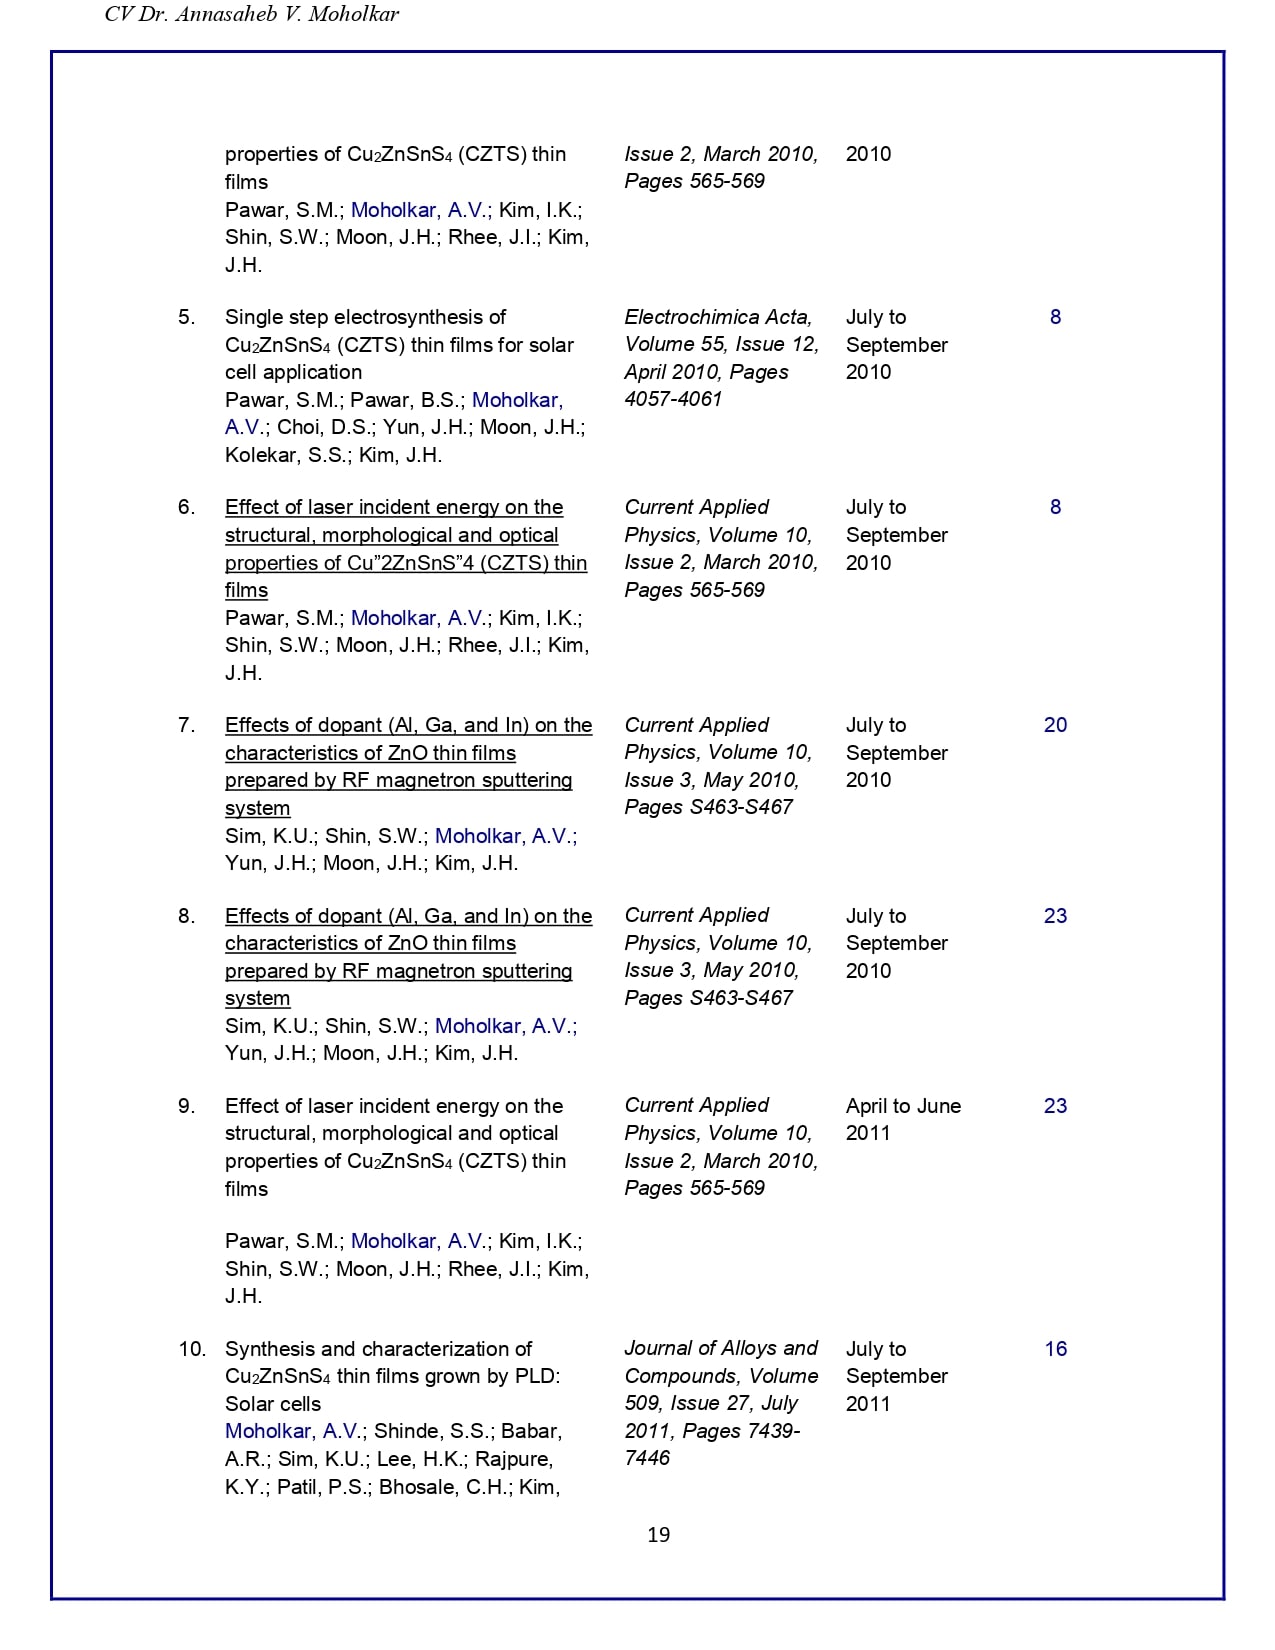 CV Dr. Annasaheb V. Moholkar
properties of Cu₂ZnSnS₄ (CZTS) thin
films
Pawar, S.M.; Moholkar, A.V.; Kim, I.K.;
Shin, S.W.; Moon, J.H.; Rhee, J.I.; Kim,
J.H.
Issue 2, March 2010,
Pages 565-569
2010
5.
Single step electrosynthesis of
Cu₂ZnSnS₄ (CZTS) thin films for solar
cell application
Pawar, S.M.; Pawar, B.S.; Moholkar,
A.V.; Choi, D.S.; Yun, J.H.; Moon, J.H.;
Kolekar, S.S.; Kim, J.H.
Electrochimica Acta,
Volume 55, Issue 12,
April 2010, Pages
4057-4061
July to
September
2010
8
6.
Effect of laser incident energy on the
structural, morphological and optical
properties of Cu”2ZnSnS”4 (CZTS) thin
films
Pawar, S.M.; Moholkar, A.V.; Kim, I.K.;
Shin, S.W.; Moon, J.H.; Rhee, J.I.; Kim,
J.H.
Current Applied
Physics, Volume 10,
Issue 2, March 2010,
Pages 565-569
July to
September
2010
8
7.
Effects of dopant (Al, Ga, and In) on the
characteristics of ZnO thin films
prepared by RF magnetron sputtering
system
Sim, K.U.; Shin, S.W.; Moholkar, A.V.;
Yun, J.H.; Moon, J.H.; Kim, J.H.
Current Applied
Physics, Volume 10,
Issue 3, May 2010,
Pages S463-S467
July to
September
2010
20
8.
Effects of dopant (Al, Ga, and In) on the
characteristics of ZnO thin films
prepared by RF magnetron sputtering
system
Sim, K.U.; Shin, S.W.; Moholkar, A.V.;
Yun, J.H.; Moon, J.H.; Kim, J.H.
Current Applied
Physics, Volume 10,
Issue 3, May 2010,
Pages S463-S467
July to
September
2010
23
9.
Effect of laser incident energy on the
structural, morphological and optical
properties of Cu₂ZnSnS₄ (CZTS) thin
films
Pawar, S.M.; Moholkar, A.V.; Kim, I.K.;
Shin, S.W.; Moon, J.H.; Rhee, J.I.; Kim,
J.H.
Current Applied
Physics, Volume 10,
Issue 2, March 2010,
Pages 565-569
April to June
2011
23
10.
Synthesis and characterization of
Cu₂ZnSnS₄ thin films grown by PLD:
Solar cells
Moholkar, A.V.; Shinde, S.S.; Babar,
A.R.; Sim, K.U.; Lee, H.K.; Rajpure,
K.Y.; Patil, P.S.; Bhosale, C.H.; Kim,
Journal of Alloys and
Compounds, Volume
509, Issue 27, July
2011, Pages 7439-
7446
July to
September
2011
16
19